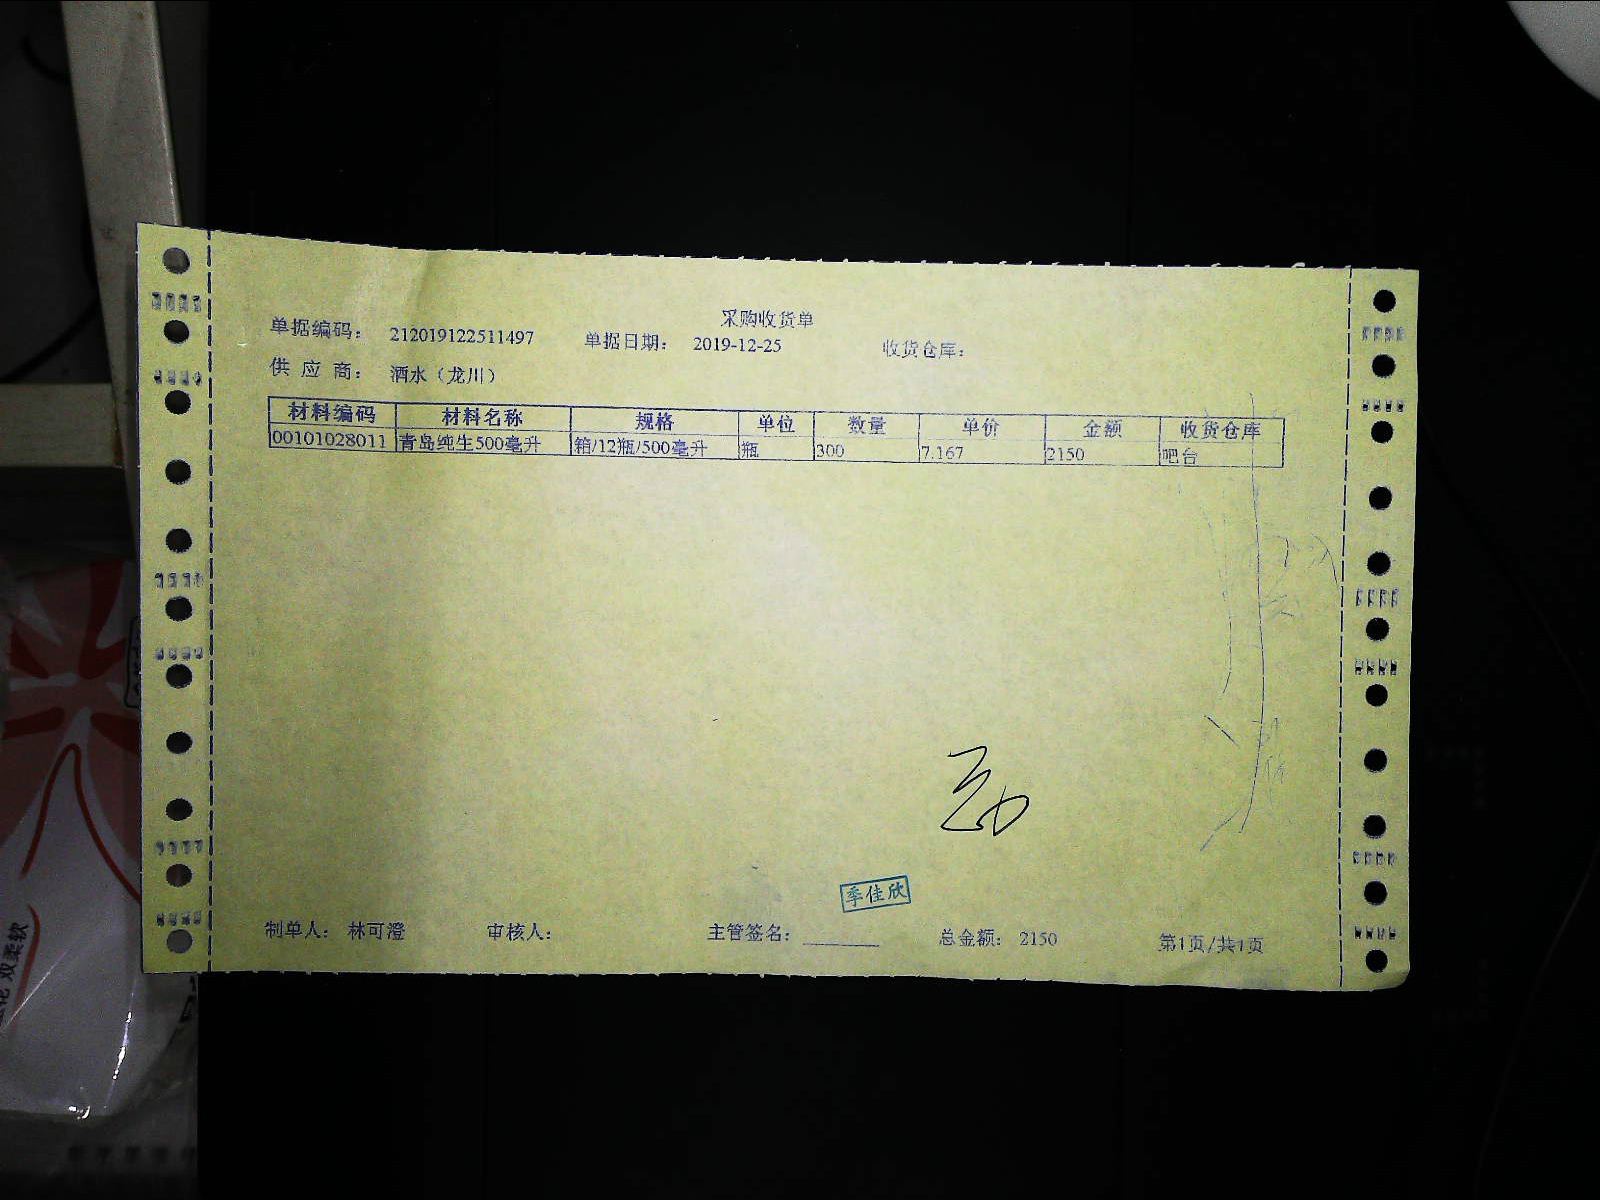 采购收货单
单据编码: 212019122511497 单据日期: 2019-12-25 收货仓库:
供应商: 酒水（龙川）
材料编码 材料名称 规格 单位 数量 单价 金额 收货仓库
00101028011 青岛纯生500毫升 箱/12瓶/500毫升 瓶 300 7.167 2150 吧台
季佳欣
制单人: 林可澄 审核人: 主管签名: ________ 总金额: 2150 第1页/共1页
双柔软